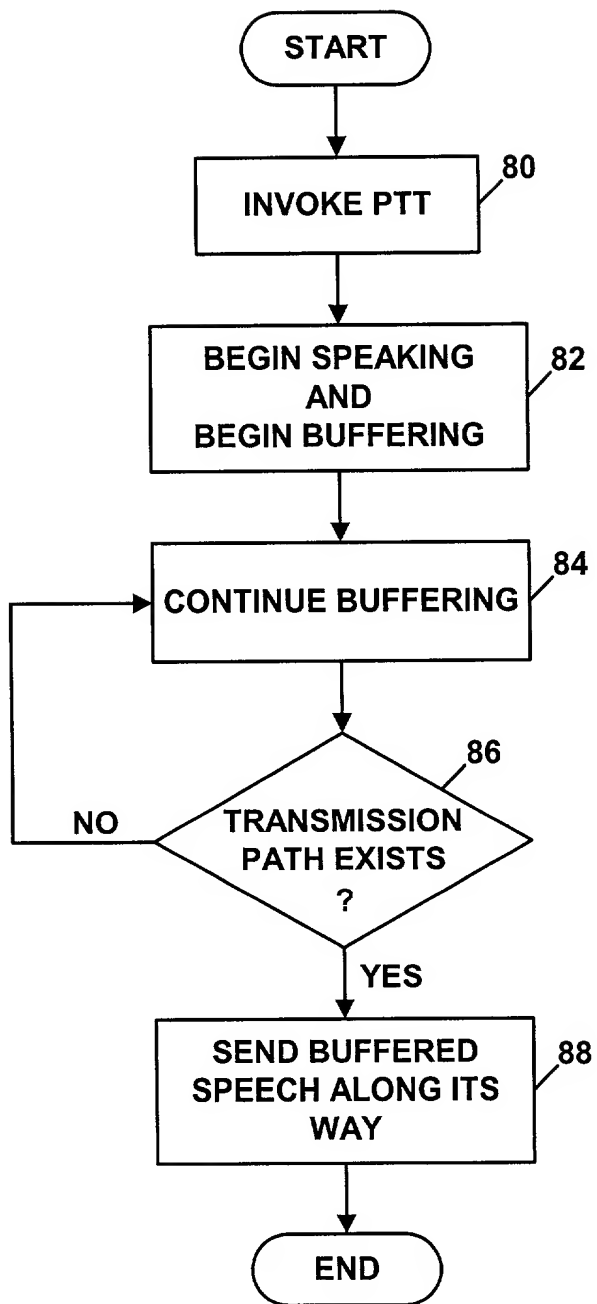 START
INVOKE PTT
80
BEGIN SPEAKING
AND
BEGIN BUFFERING
82
CONTINUE BUFFERING
84
TRANSMISSION
PATH EXISTS
?
86
NO
YES
SEND BUFFERED
SPEECH ALONG ITS
WAY
88
END